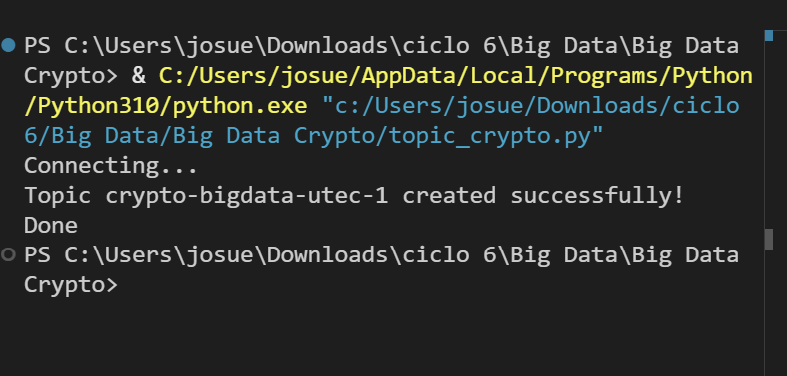 PS C:\Users\josue\Downloads\ciclo 6\Big Data\Big Data
Crypto> & C:/Users/josue/AppData/Local/Programs/Python
/Python310/python.exe "c:/Users/josue/Downloads/ciclo
6/Big Data/Big Data Crypto/topic_crypto.py"
Connecting...
Topic crypto-bigdata-utec-1 created successfully!
Done
PS C:\Users\josue\Downloads\ciclo 6\Big Data\Big Data
Crypto>